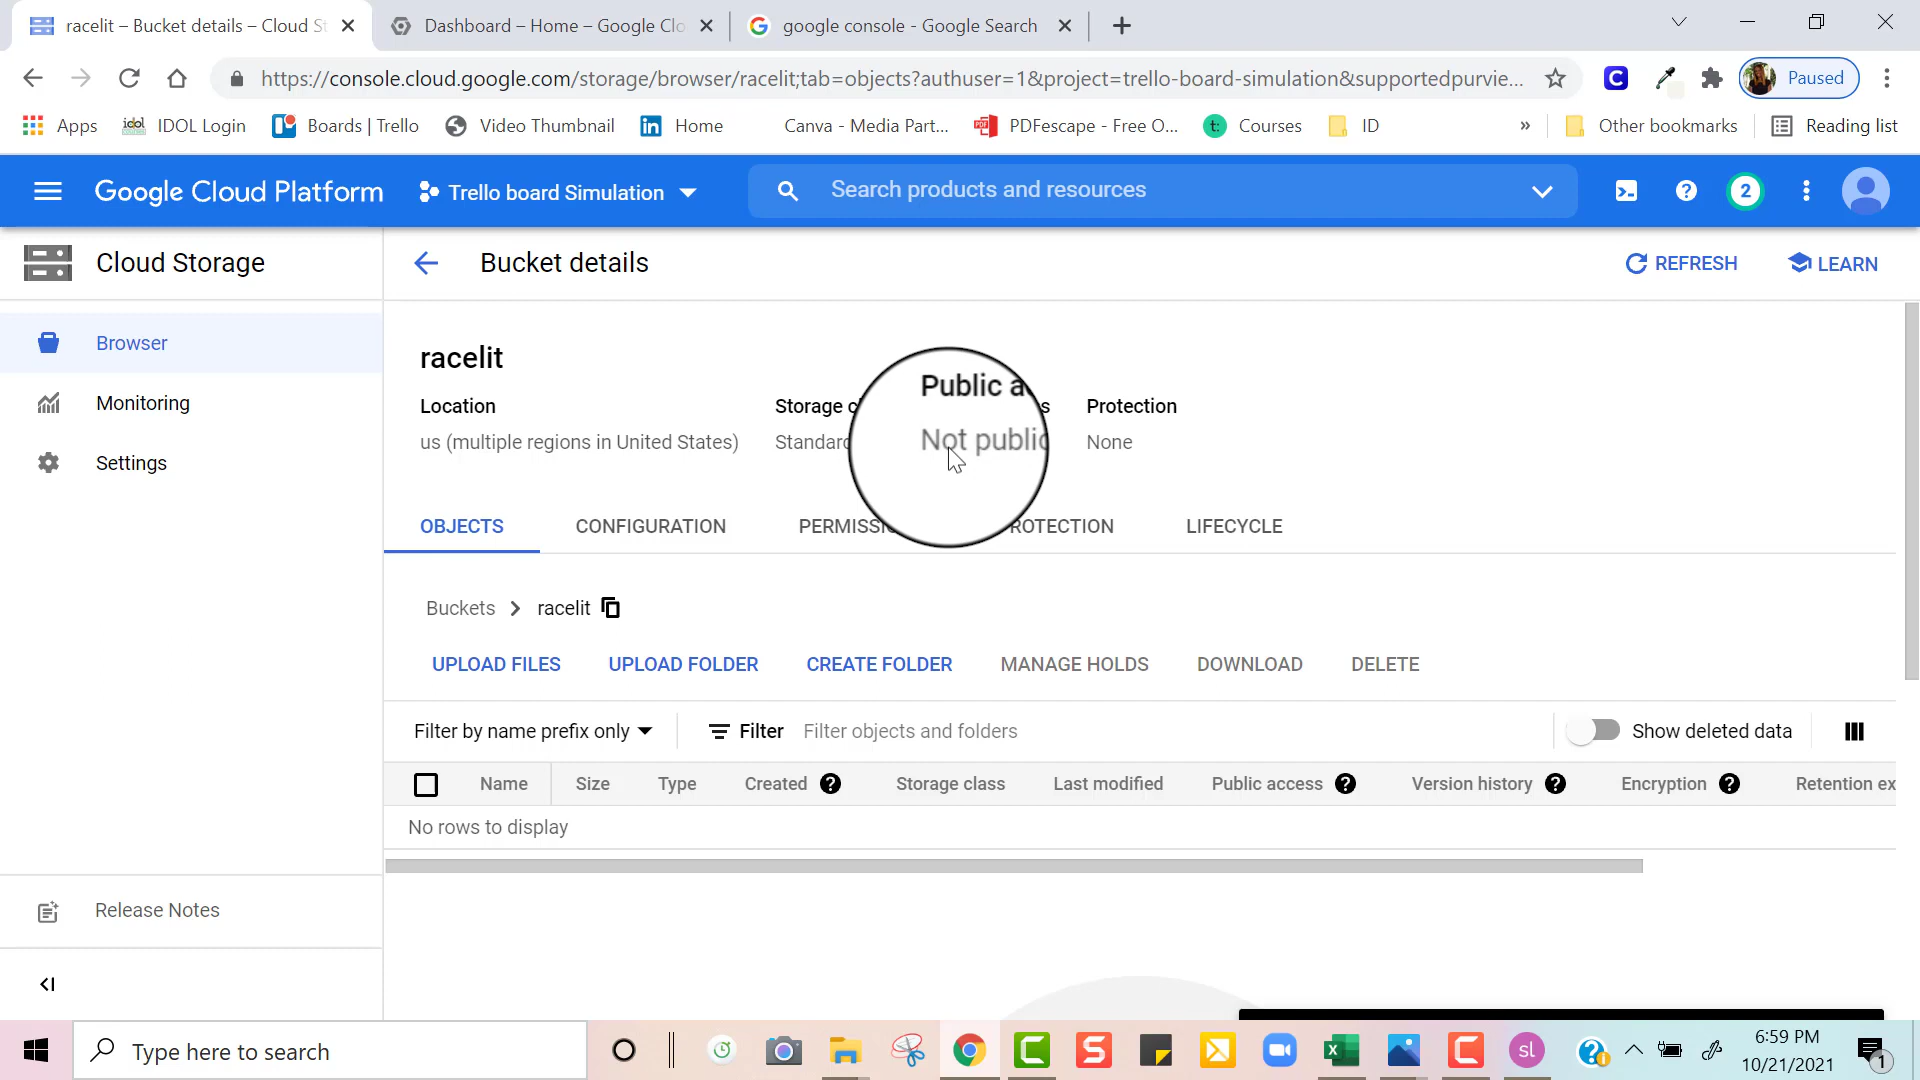 racelit – Bucket details – Cloud St
Dashboard – Home – Google Clo
google console - Google Search
https://console.cloud.google.com/storage/browser/racelit;tab=objects?authuser=1&project=trello-board-simulation&supportedpurvie...
Paused
Apps
IDOL Login
Boards | Trello
Video Thumbnail
Home
Canva - Media Part...
PDFescape - Free O...
Courses
ID
»
Other bookmarks
Reading list
Google Cloud Platform
Trello board Simulation
Search products and resources
2
Cloud Storage
Bucket details
REFRESH
LEARN
Browser
Monitoring
Settings
racelit
Location
Storage c
Public a
s
Protection
us (multiple regions in United States)
Standard
Not public
None
OBJECTS
CONFIGURATION
PERMISSI
ROTECTION
LIFECYCLE
Buckets
racelit
UPLOAD FILES
UPLOAD FOLDER
CREATE FOLDER
MANAGE HOLDS
DOWNLOAD
DELETE
Filter by name prefix only
Filter
Filter objects and folders
Show deleted data
Name
Size
Type
Created
Storage class
Last modified
Public access
Version history
Encryption
Retention ex
No rows to display
Release Notes
Type here to search
sl
6:59 PM
10/21/2021
1